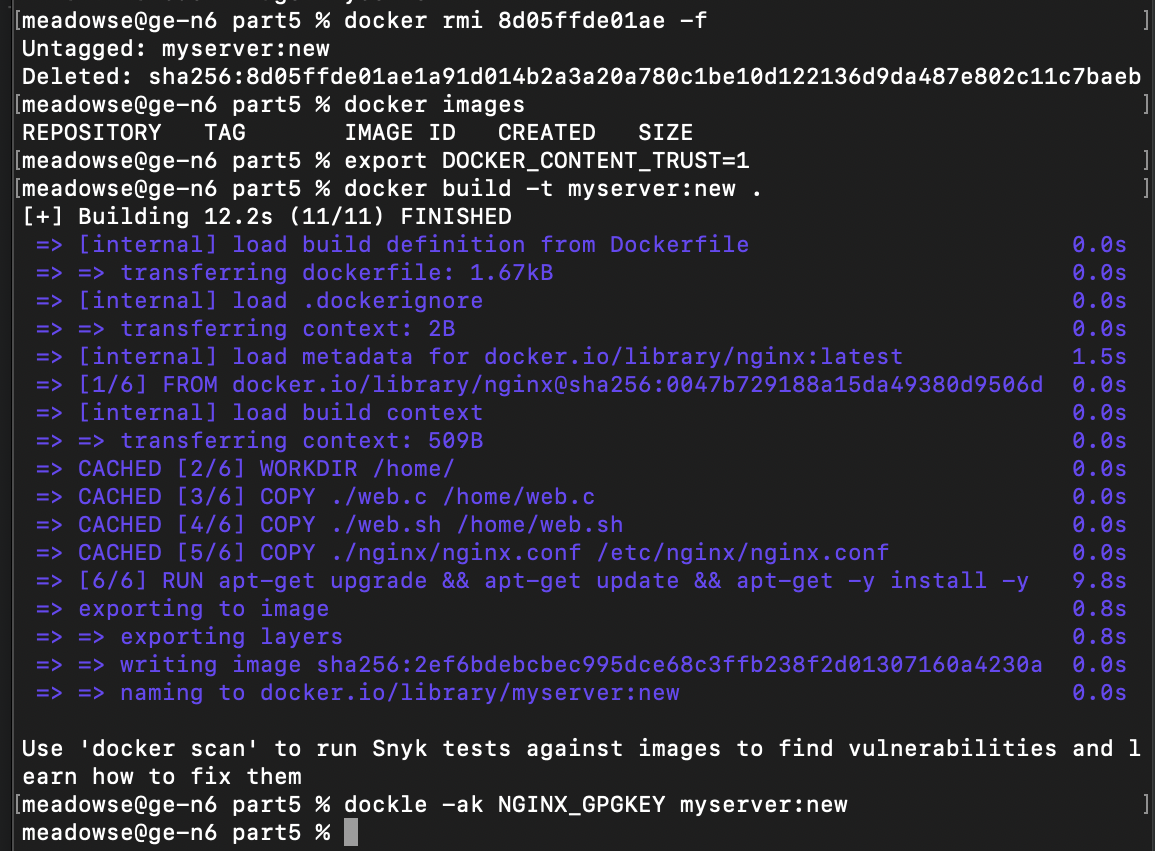 [meadowse@ge-n6 part5 % docker rmi 8d05ffde01ae -f ]
Untagged: myserver:new
Deleted: sha256:8d05ffde01ae1a91d014b2a3a20a780c1be10d122136d9da487e802c11c7baeb
[meadowse@ge-n6 part5 % docker images ]
REPOSITORY   TAG       IMAGE ID   CREATED   SIZE
[meadowse@ge-n6 part5 % export DOCKER_CONTENT_TRUST=1 ]
[meadowse@ge-n6 part5 % docker build -t myserver:new . ]
[+] Building 12.2s (11/11) FINISHED
=> [internal] load build definition from Dockerfile 0.0s
=> => transferring dockerfile: 1.67kB 0.0s
=> [internal] load .dockerignore 0.0s
=> => transferring context: 2B 0.0s
=> [internal] load metadata for docker.io/library/nginx:latest 1.5s
=> [1/6] FROM docker.io/library/nginx@sha256:0047b729188a15da49380d9506d 0.0s
=> [internal] load build context 0.0s
=> => transferring context: 509B 0.0s
=> CACHED [2/6] WORKDIR /home/ 0.0s
=> CACHED [3/6] COPY ./web.c /home/web.c 0.0s
=> CACHED [4/6] COPY ./web.sh /home/web.sh 0.0s
=> CACHED [5/6] COPY ./nginx/nginx.conf /etc/nginx/nginx.conf 0.0s
=> [6/6] RUN apt-get upgrade && apt-get update && apt-get -y install -y 9.8s
=> exporting to image 0.8s
=> => exporting layers 0.8s
=> => writing image sha256:2ef6bdebcbec995dce68c3ffb238f2d01307160a4230a 0.0s
=> => naming to docker.io/library/myserver:new 0.0s
Use 'docker scan' to run Snyk tests against images to find vulnerabilities and l
earn how to fix them
[meadowse@ge-n6 part5 % dockle -ak NGINX_GPGKEY myserver:new ]
meadowse@ge-n6 part5 %